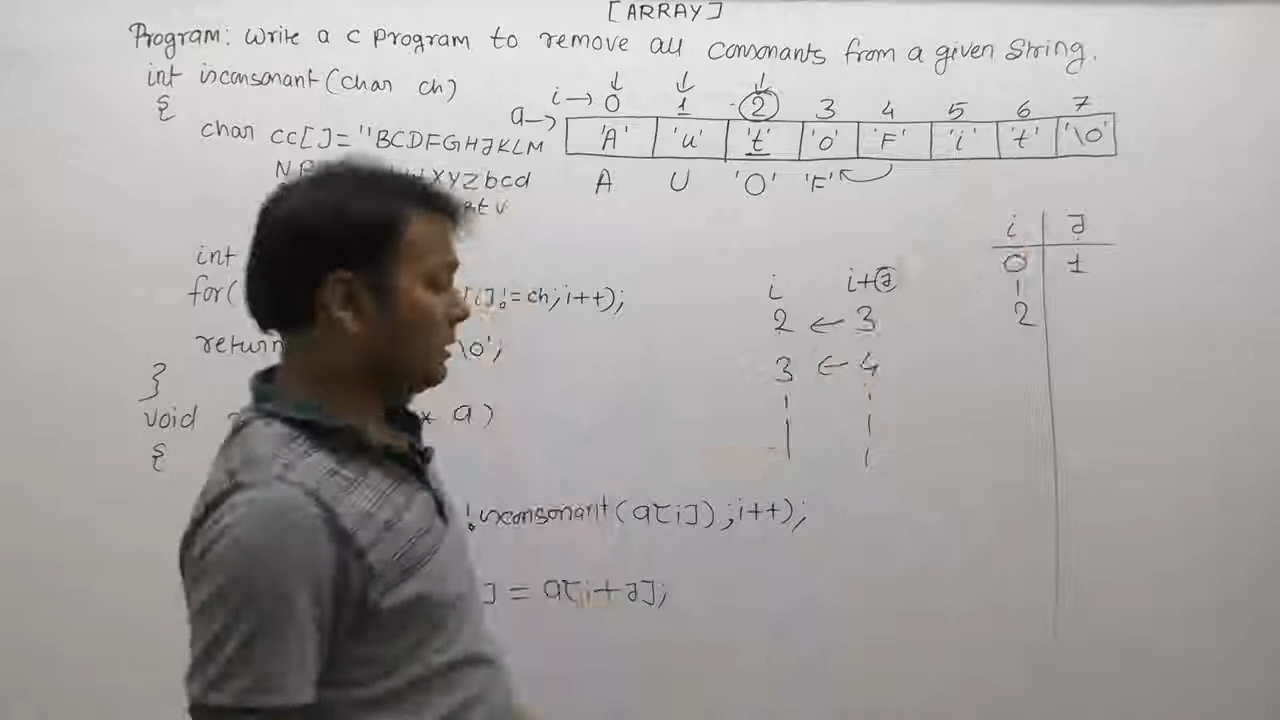 [ARRAY]
Program: Write a C program to remove all consonants from a given string.
int isconsonant(char ch)
{
char cc[]="BCDFGHJKLM
XYZbcd
int
for( [i]!=ch;i++);
return \0';
}
void * a)
{
!isconsonant(a[i]);i++);
] = a[i+j];
i→ 0 1 2 3 4 5 6 7
a→ 'A' 'u' 't' 'o' 'F' 'i' 't' '\0'
A U 'O' 'F'
i i+j
2 ← 3
3 ← 4
i j
0 1
1
2